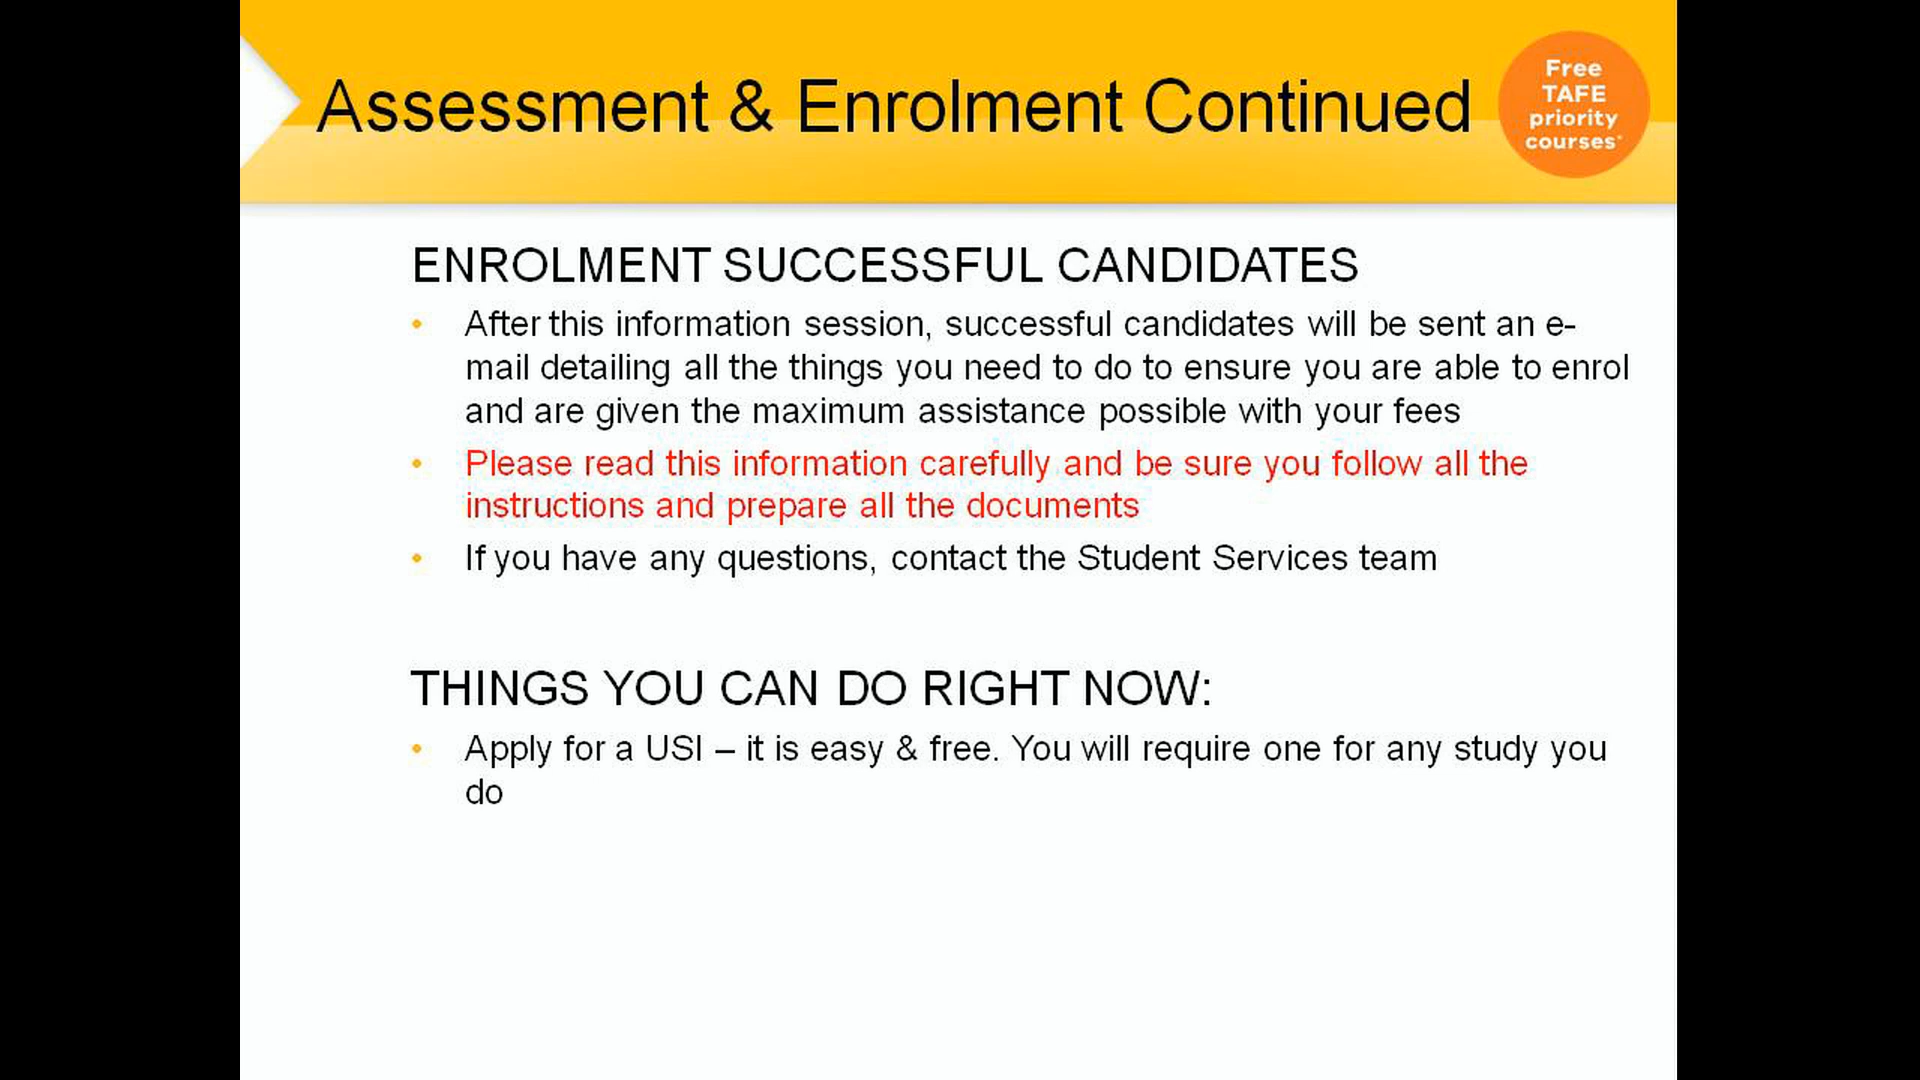 Assessment & Enrolment Continued
Free
TAFE
priority
courses*
ENROLMENT SUCCESSFUL CANDIDATES
• After this information session, successful candidates will be sent an e-
mail detailing all the things you need to do to ensure you are able to enrol
and are given the maximum assistance possible with your fees
• Please read this information carefully and be sure you follow all the
instructions and prepare all the documents
• If you have any questions, contact the Student Services team
THINGS YOU CAN DO RIGHT NOW:
• Apply for a USI – it is easy & free. You will require one for any study you
do